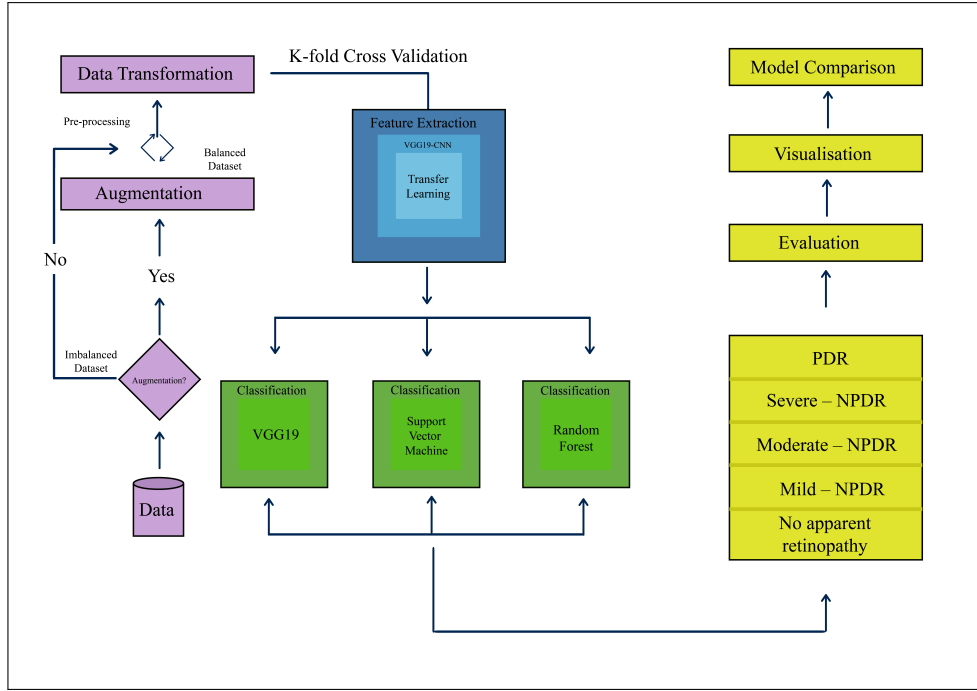 K-fold Cross Validation
Data Transformation
Pre-processing
Balanced
Dataset
Augmentation
No
Yes
Imbalanced
Dataset
Augmentation?
Data
Feature Extraction
VGG19-CNN
Transfer
Learning
Classification
VGG19
Classification
Support
Vector
Machine
Classification
Random
Forest
Model Comparison
Visualisation
Evaluation
PDR
Severe – NPDR
Moderate – NPDR
Mild – NPDR
No apparent
retinopathy